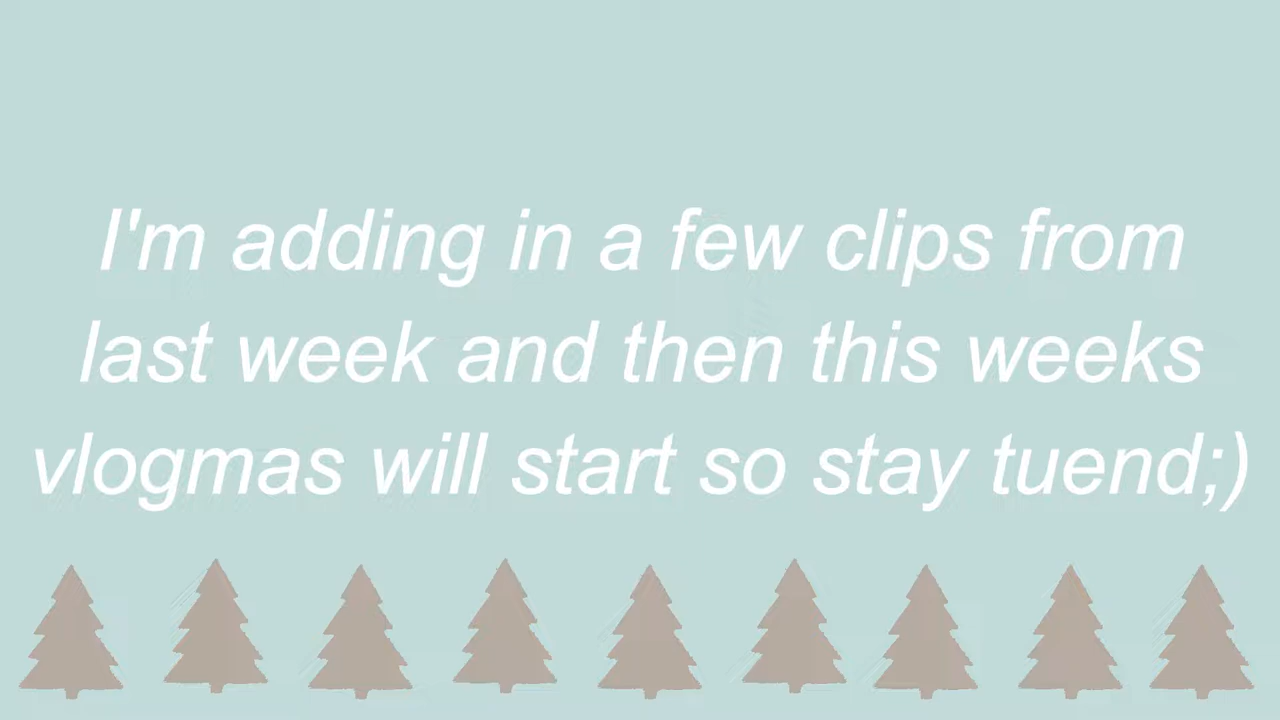 I'm adding in a few clips from
last week and then this weeks
vlogmas will start so stay tuend;)